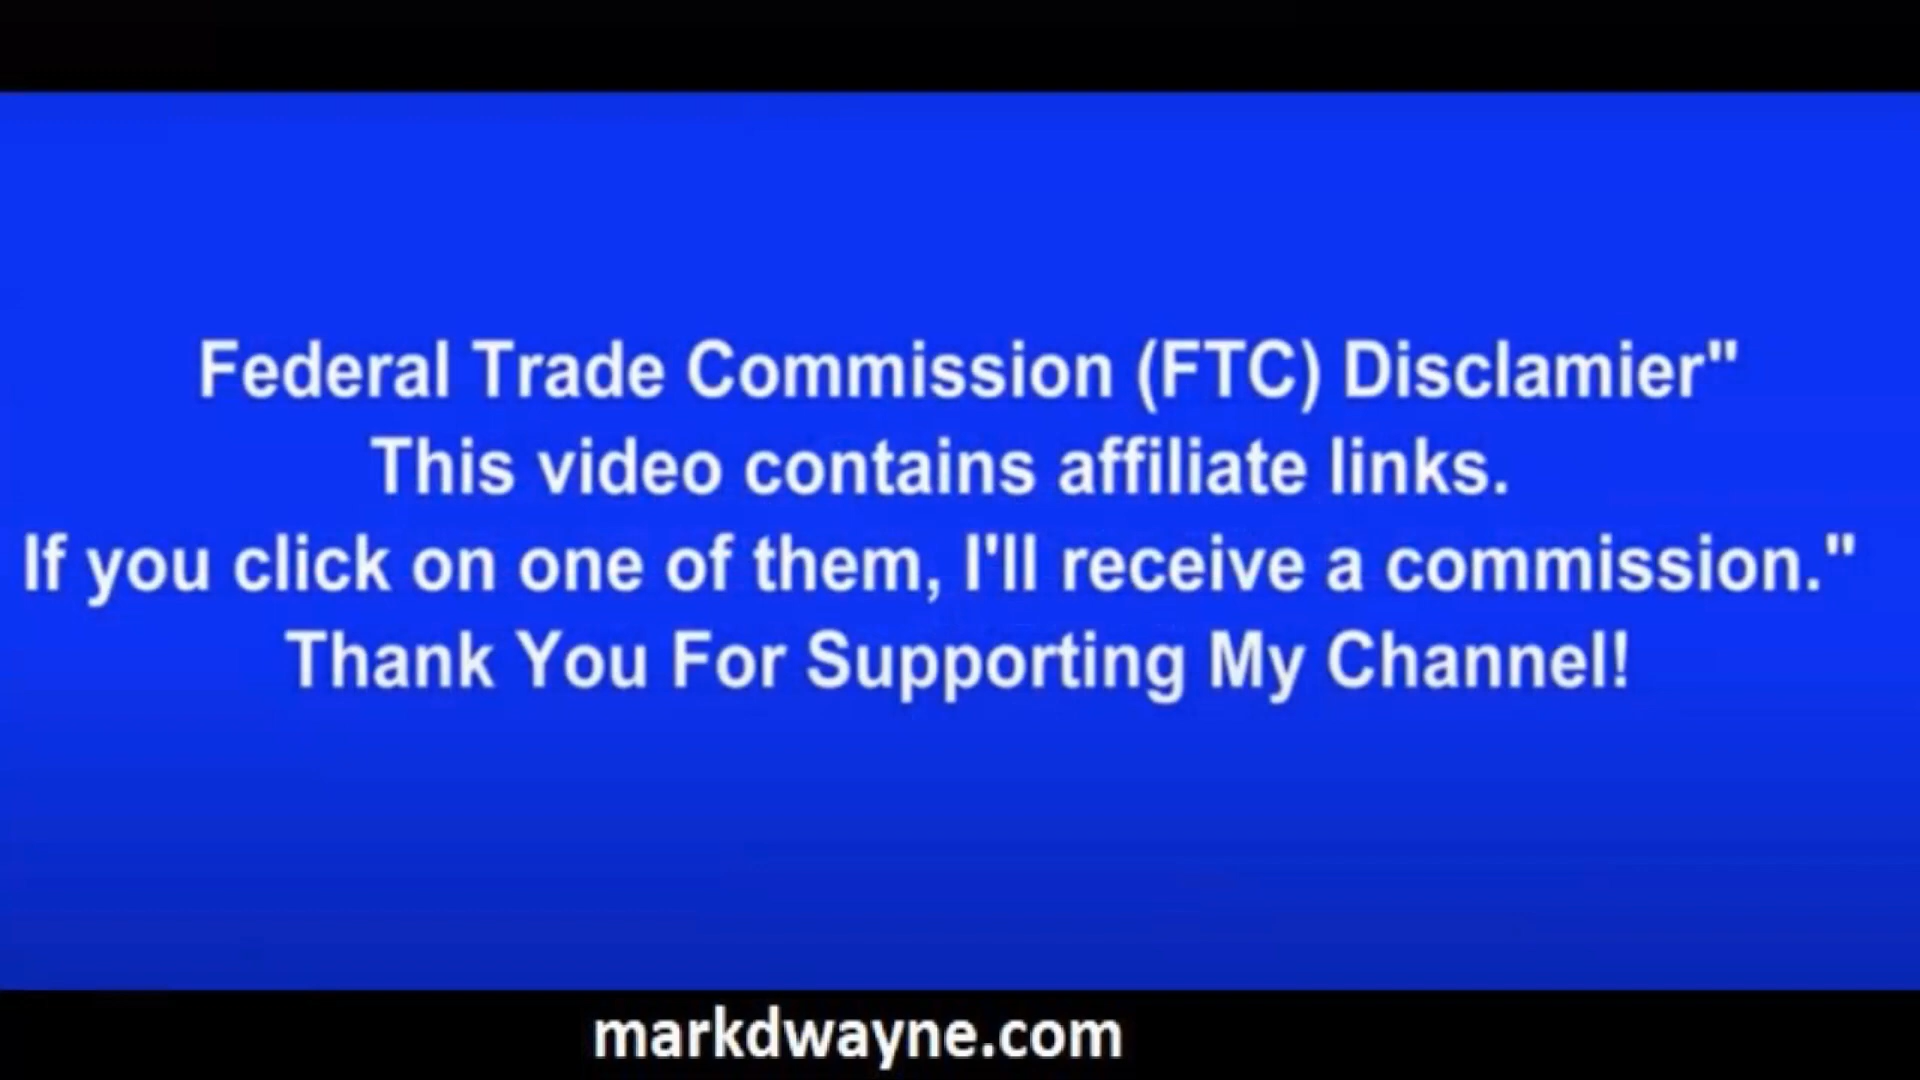 Federal Trade Commission (FTC) Disclamier"
This video contains affiliate links.
If you click on one of them, I'll receive a commission."
Thank You For Supporting My Channel!
markdwayne.com